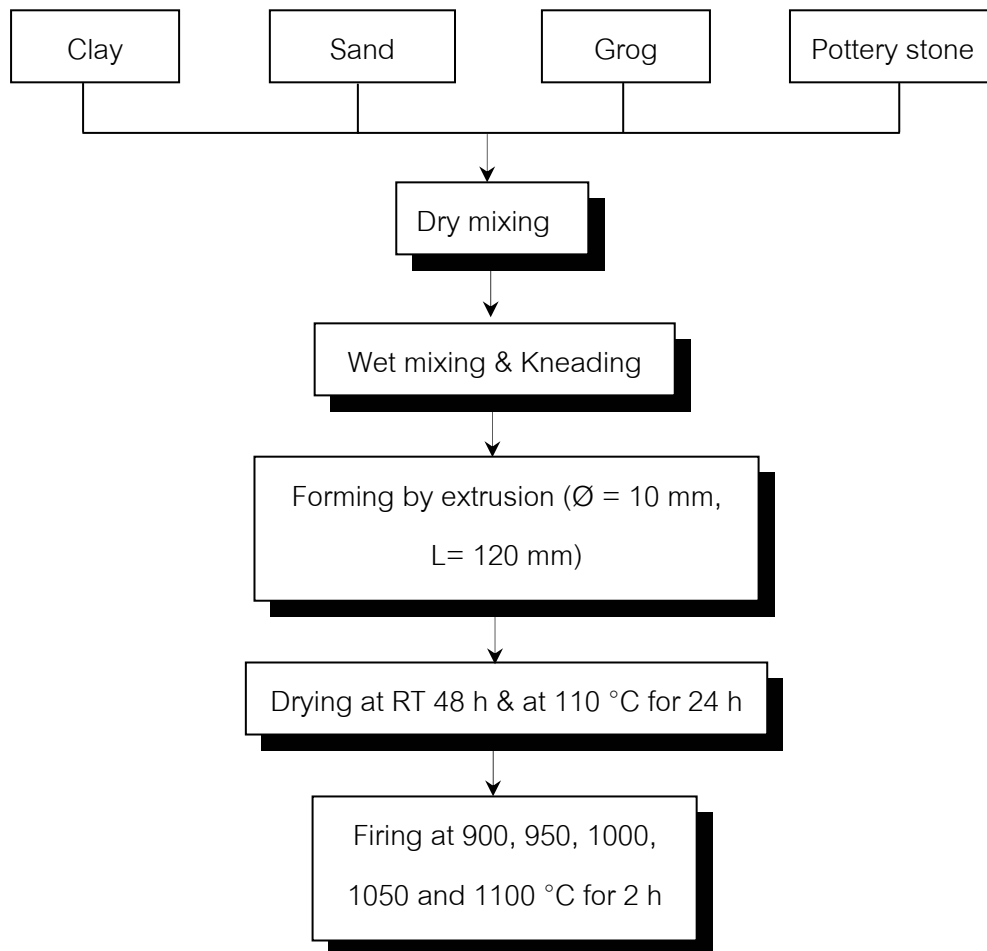 Clay
Sand
Grog
Pottery stone
Dry mixing
Wet mixing & Kneading
Forming by extrusion (Ø = 10 mm,
L= 120 mm)
Drying at RT 48 h & at 110 °C for 24 h
Firing at 900, 950, 1000,
1050 and 1100 °C for 2 h